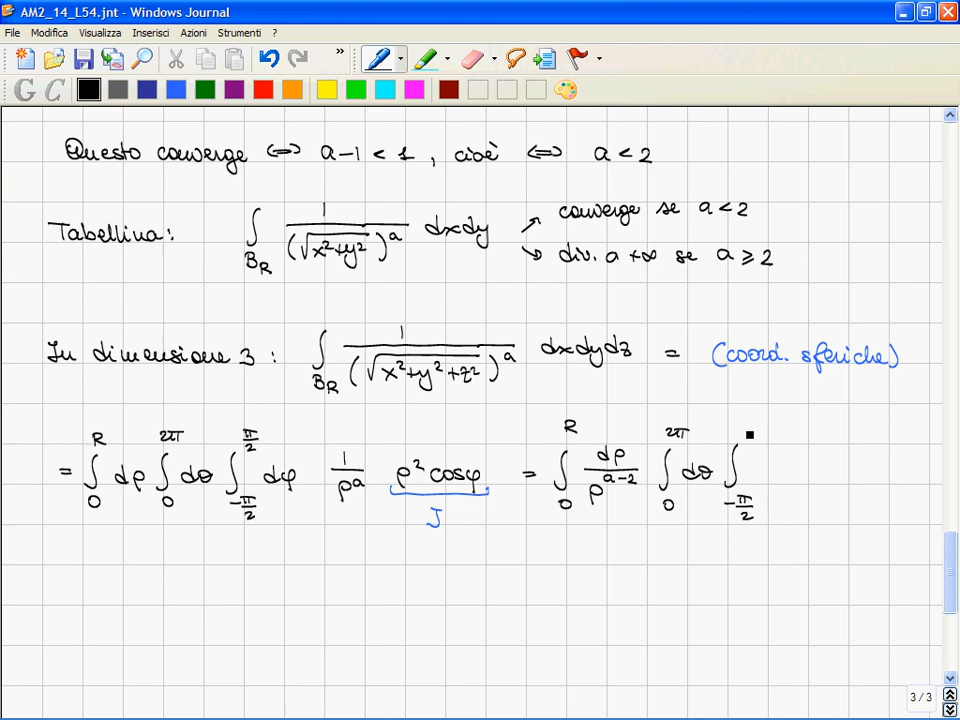 AM2_14_L54.jnt - Windows Journal
File Modifica Visualizza Inserisci Azioni Strumenti ?
Questo converge ⟺ a-1 < 1, cioè ⟺ a < 2
Tabellina: ∫_{B_R} 1/(√(x²+y²))^a dxdy ↗ converge se a < 2
↘ div. a +∞ se a ⩾ 2
In dimensione 3: ∫_{B_R} 1/(√(x²+y²+z²))^a dxdydz = (coord. sferiche)
= ∫_0^R dρ ∫_0^{2π} dθ ∫_{-π/2}^{π/2} dφ 1/ρ^a ρ² cosφ = ∫_0^R dρ/ρ^{a-2} ∫_0^{2π} dθ ∫_{-π/2}
J
3 / 3